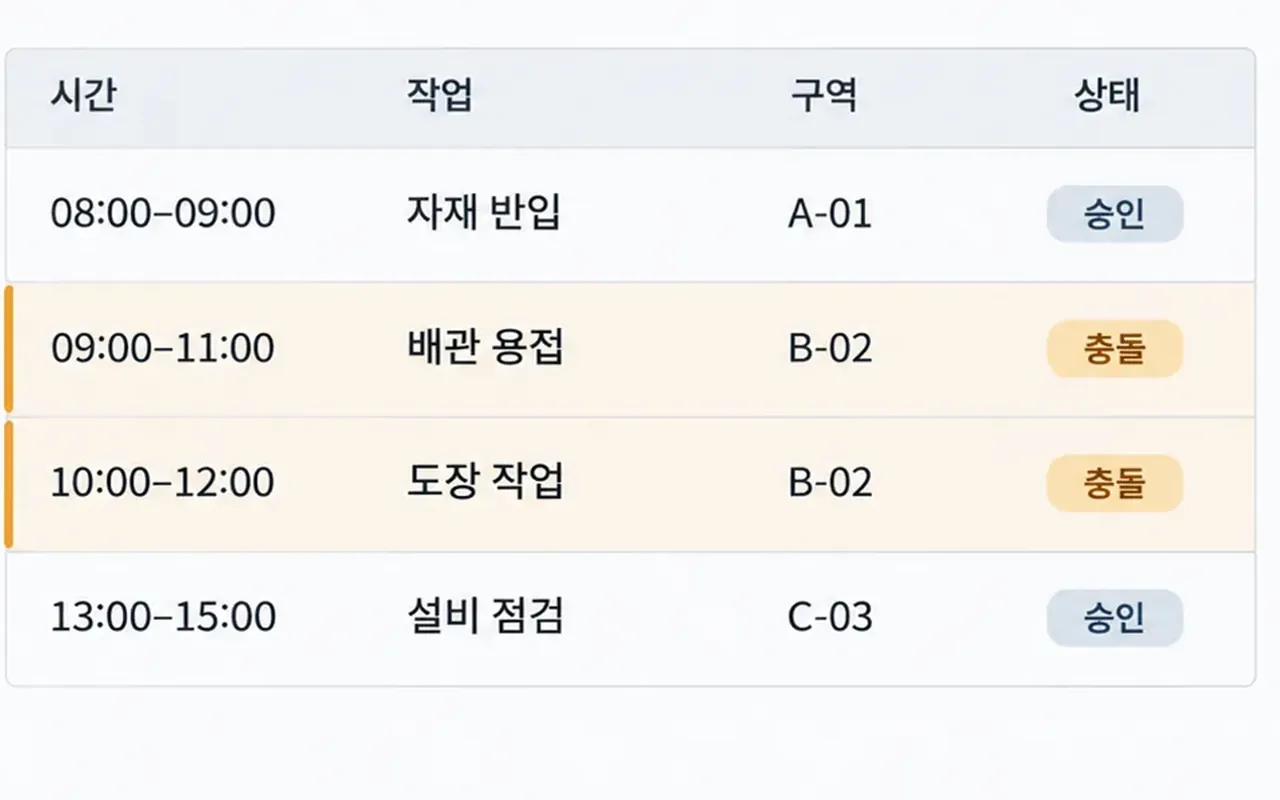 시간 작업 구역 상태
08:00–09:00 자재 반입 A-01 승인
09:00–11:00 배관 용접 B-02 충돌
10:00–12:00 도장 작업 B-02 충돌
13:00–15:00 설비 점검 C-03 승인